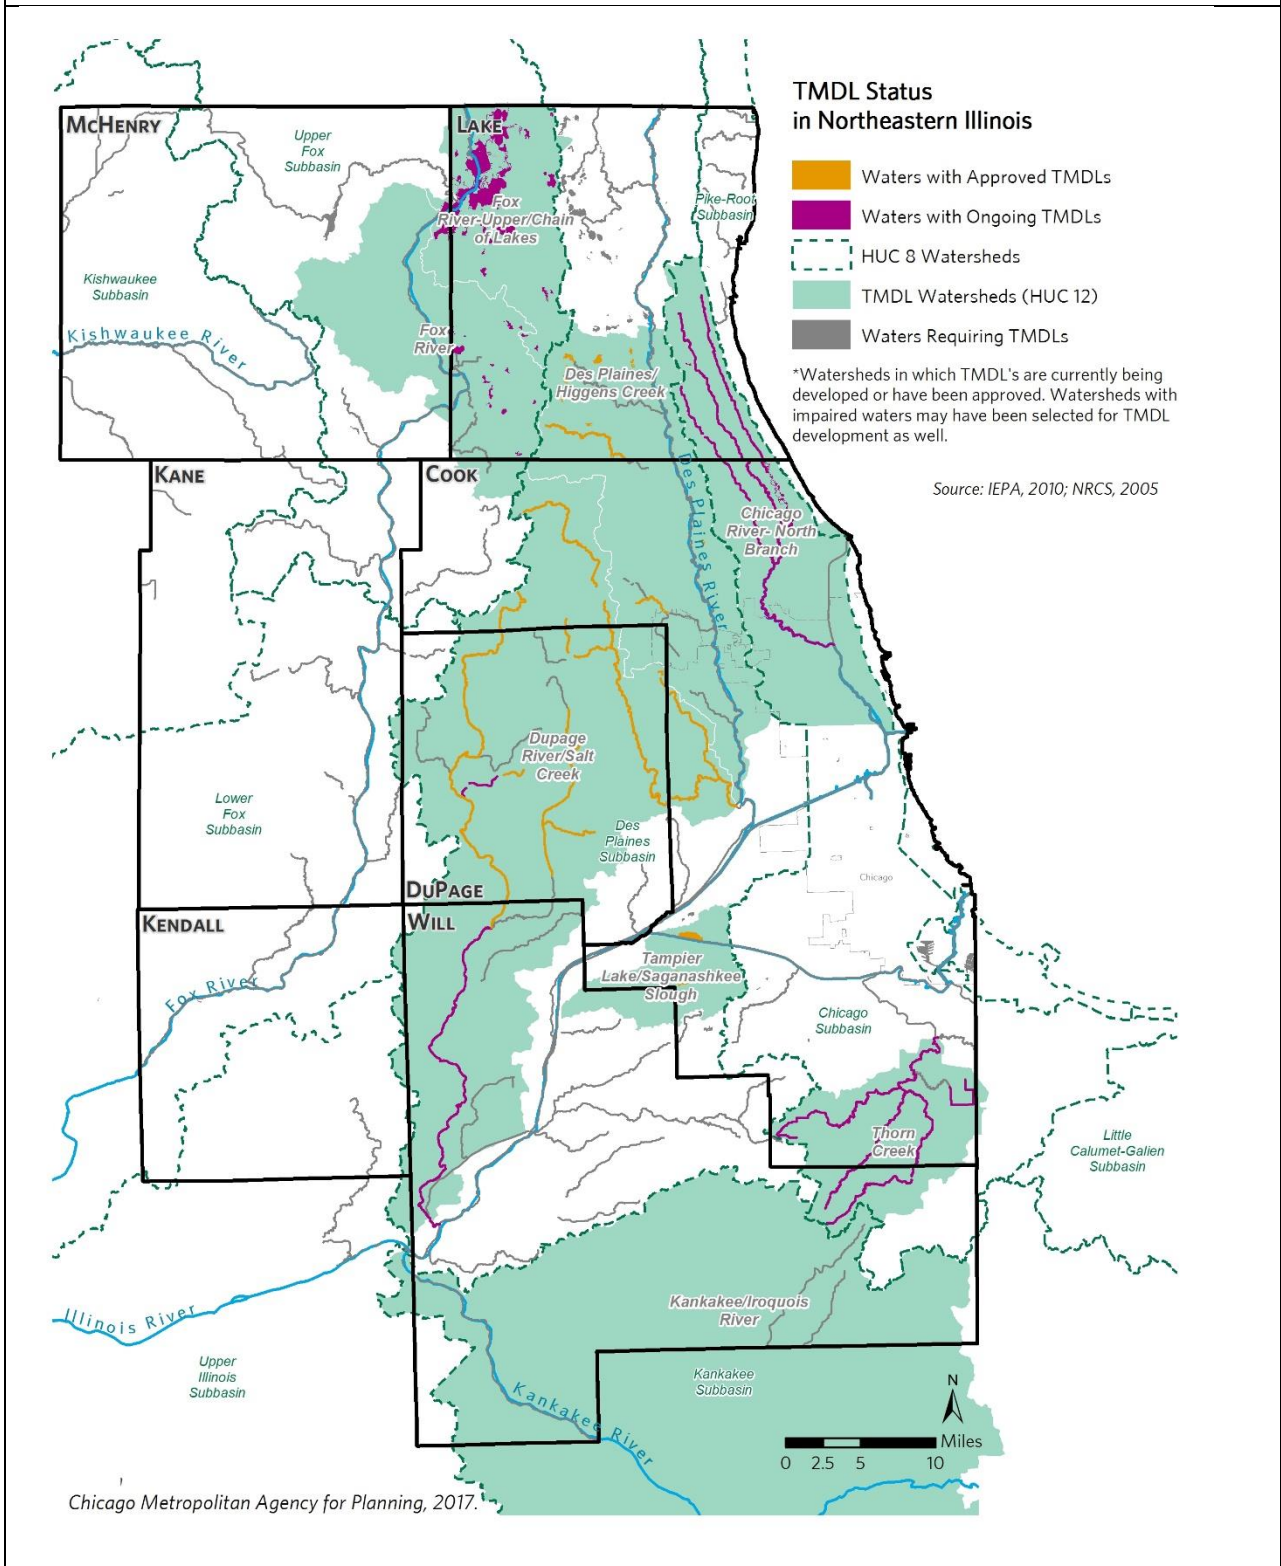 TMDL Status
in Northeastern Illinois
Waters with Approved TMDLs
Waters with Ongoing TMDLs
HUC 8 Watersheds
TMDL Watersheds (HUC 12)
Waters Requiring TMDLs
*Watersheds in which TMDL's are currently being
developed or have been approved. Watersheds with
impaired waters may have been selected for TMDL
development as well.
Source: IEPA, 2010; NRCS, 2005
McHENRY
LAKE
Upper
Fox
Subbasin
Pike-Root
Subbasin
Fox
River-Upper/Chain
of Lakes
Kishwaukee
Subbasin
Kishwaukee River
Fox
River
Des Plaines/
Higgens Creek
KANE
COOK
Des Plaines River
Chicago
River- North
Branch
Dupage
River/Salt
Creek
Lower
Fox
Subbasin
Des
Plaines
Subbasin
Chicago
DUPAGE
KENDALL
WILL
Tampier
Lake/Saganashkee
Slough
Fox River
Chicago
Subbasin
Thorn
Creek
Little
Calumet-Galien
Subbasin
Illinois River
Kankakee/Iroquois
River
Upper
Illinois
Subbasin
Kankakee
Subbasin
Kankakee River
N
Miles
0 2.5 5 10
Chicago Metropolitan Agency for Planning, 2017.